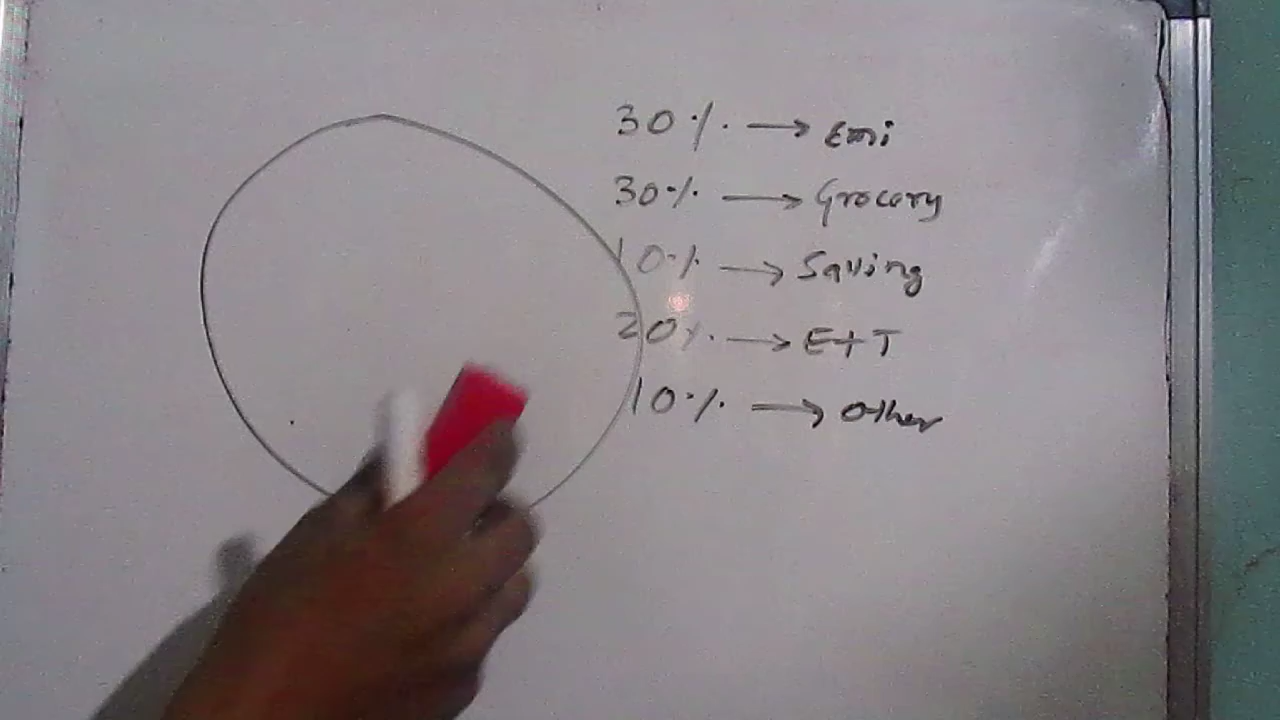 30% → Emi
30% → Grocery
10% → Saving
20% → E+T
10% → Other